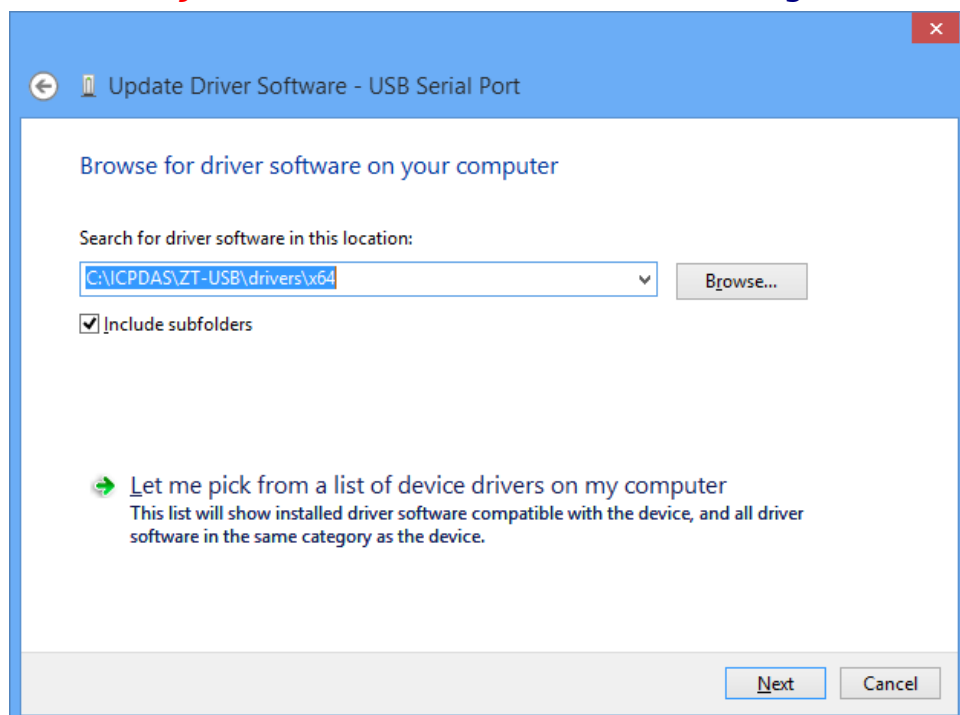 Update Driver Software - USB Serial Port
Browse for driver software on your computer
Search for driver software in this location:
C:\ICPDAS\ZT-USB\drivers\x64
Browse...
Include subfolders
Let me pick from a list of device drivers on my computer
This list will show installed driver software compatible with the device, and all driver
software in the same category as the device.
Next
Cancel